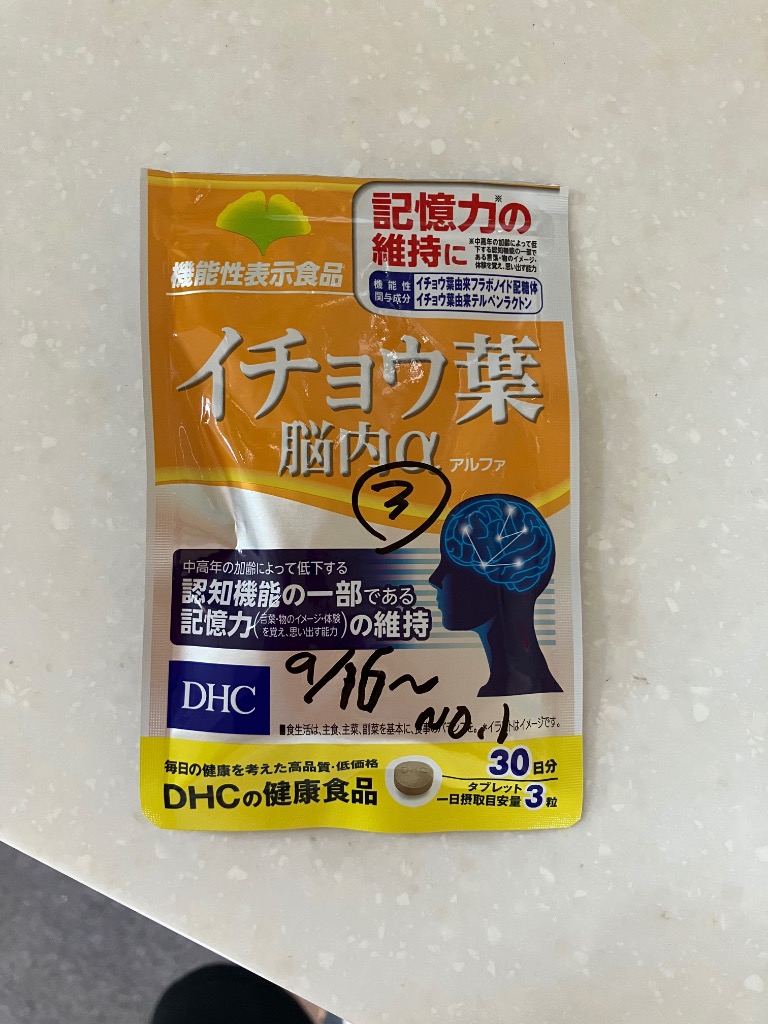 記憶力※の
維持に
※中高年の加齢によって低
下する認知機能の一部で
ある言葉・物のイメージ・
体験を覚え、思い出す能力
機能性表示食品
機能性
関与成分
イチョウ葉由来フラボノイド配糖体
イチョウ葉由来テルペンラクトン
イチョウ葉
脳内α アルファ
③
中高年の加齢によって低下する
認知機能の一部である
記憶力(言葉・物のイメージ・体験
を覚え、思い出す能力)の維持
9/16〜
DHC
NO.1
■食生活は、主食、主菜、副菜を基本に、食事の ※イラストはイメージです。
毎日の健康を考えた高品質・低価格
DHCの健康食品
30日分
タブレット
一日摂取目安量3粒